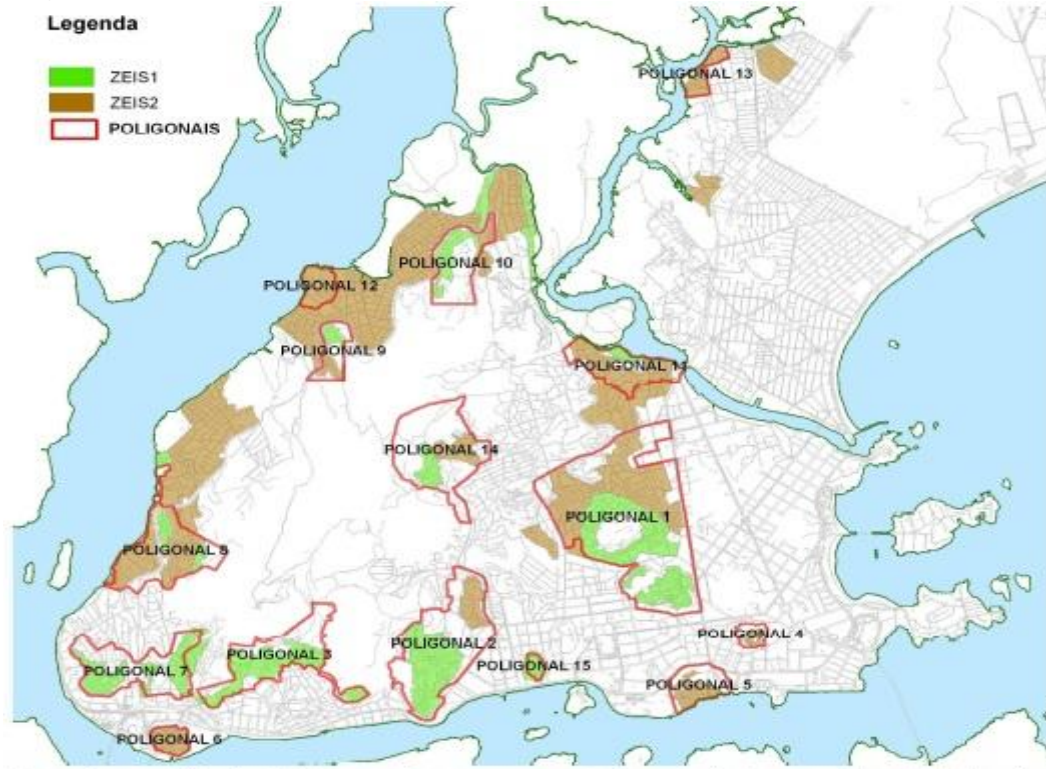 Legenda
ZEIS1
ZEIS2
POLIGONAIS
POLIGONAL 13
POLIGONAL 10
POLIGONAL 12
POLIGONAL 9
POLIGONAL 11
POLIGONAL 14
POLIGONAL 1
POLIGONAL 8
POLIGONAL 4
POLIGONAL 2
POLIGONAL 3
POLIGONAL 15
POLIGONAL 7
POLIGONAL 5
POLIGONAL 6